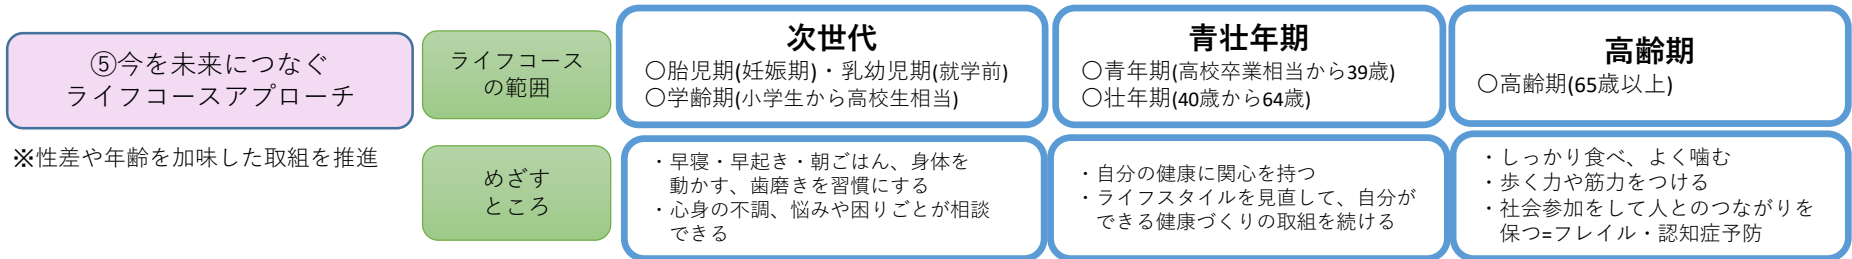 ⑤今を未来につなぐ
ライフコースアプローチ
※性差や年齢を加味した取組を推進
ライフコース
の範囲
次世代
〇胎児期(妊娠期)・乳幼児期(就学前)
〇学齢期(小学生から高校生相当)
青壮年期
〇青年期(高校卒業相当から39歳)
〇壮年期(40歳から64歳)
高齢期
〇高齢期(65歳以上)
めざす
ところ
・早寝・早起き・朝ごはん、身体を
動かす、歯磨きを習慣にする
・心身の不調、悩みや困りごとが相談
できる
・自分の健康に関心を持つ
・ライフスタイルを見直して、自分が
できる健康づくりの取組を続ける
・しっかり食べ、よく噛む
・歩く力や筋力をつける
・社会参加をして人とのつながりを
保つ=フレイル・認知症予防